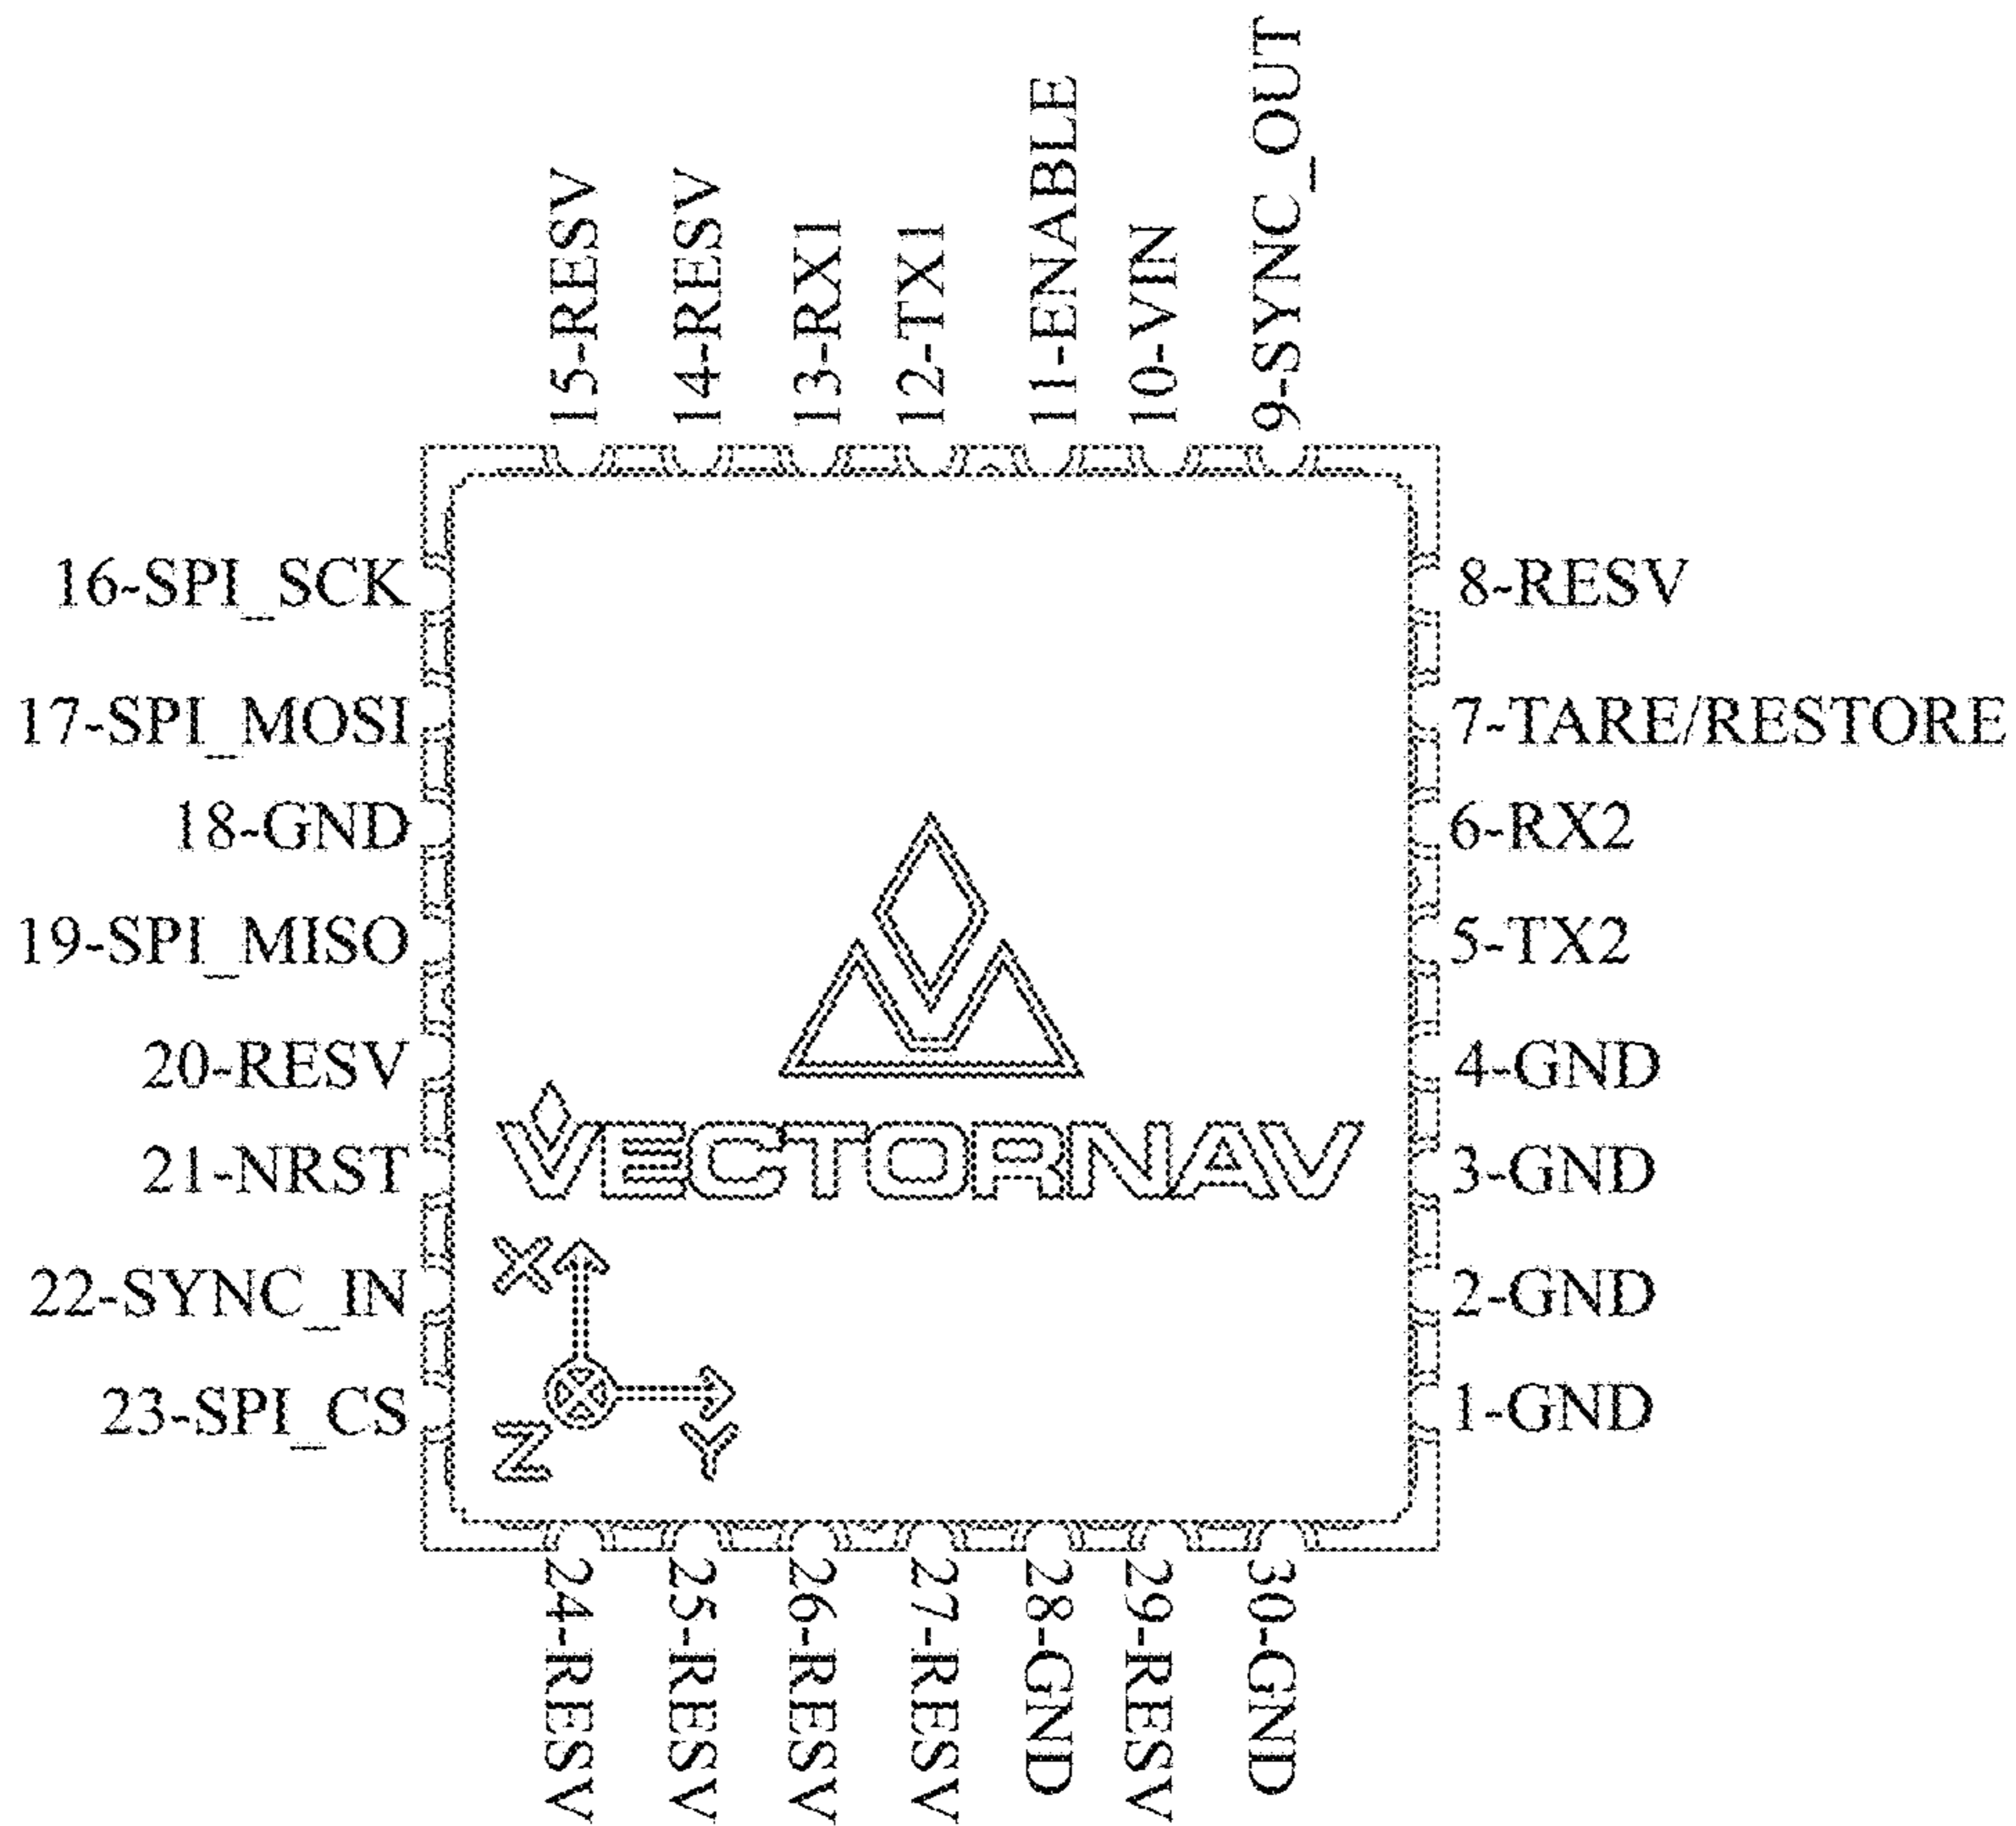 15-RESV
14-RESV
13-RX1
12-TX1
11-ENABLE
10-VIN
9-SYNC_OUT
16-SPI_SCK
17-SPI_MOSI
18-GND
19-SPI_MISO
20-RESV
21-NRST
22-SYNC_IN
23-SPI_CS
8-RESV
7-TARE/RESTORE
6-RX2
5-TX2
4-GND
3-GND
2-GND
1-GND
VECTORNAV
X
Z
Y
24-RESV
25-RESV
26-RESV
27-RESV
28-GND
29-RESV
30-GND